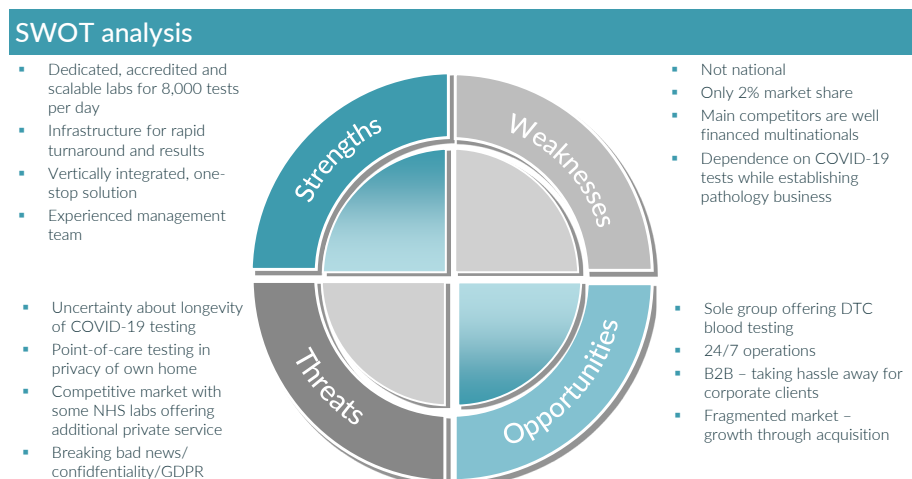 SWOT analysis
Dedicated, accredited and
scalable labs for 8,000 tests
per day
Infrastructure for rapid
turnaround and results
Vertically integrated, one-
stop solution
Experienced management
team
Strengths
Weaknesses
Not national
Only 2% market share
Main competitors are well
financed multinationals
Dependence on COVID-19
tests while establishing
pathology business
Uncertainty about longevity
of COVID-19 testing
Point-of-care testing in
privacy of own home
Competitive market with
some NHS labs offering
additional private service
Breaking bad news/
confidfentiality/GDPR
Threats
Opportunities
Sole group offering DTC
blood testing
24/7 operations
B2B – taking hassle away for
corporate clients
Fragmented market –
growth through acquisition